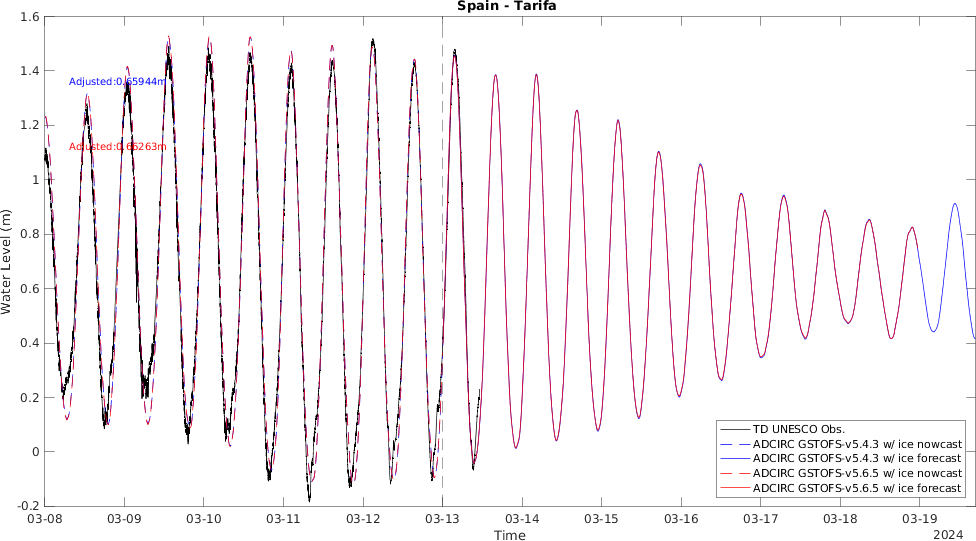 Spain - Tarifa
1.6
1.4
1.2
1
0.8
0.6
0.4
0.2
0
-0.2
Water Level (m)
Adjusted:0.65944m
Adjusted:0.66263m
TD UNESCO Obs.
ADCIRC GSTOFS-v5.4.3 w/ ice nowcast
ADCIRC GSTOFS-v5.4.3 w/ ice forecast
ADCIRC GSTOFS-v5.6.5 w/ ice nowcast
ADCIRC GSTOFS-v5.6.5 w/ ice forecast
03-08 03-09 03-10 03-11 03-12 03-13 03-14 03-15 03-16 03-17 03-18 03-19
Time
2024